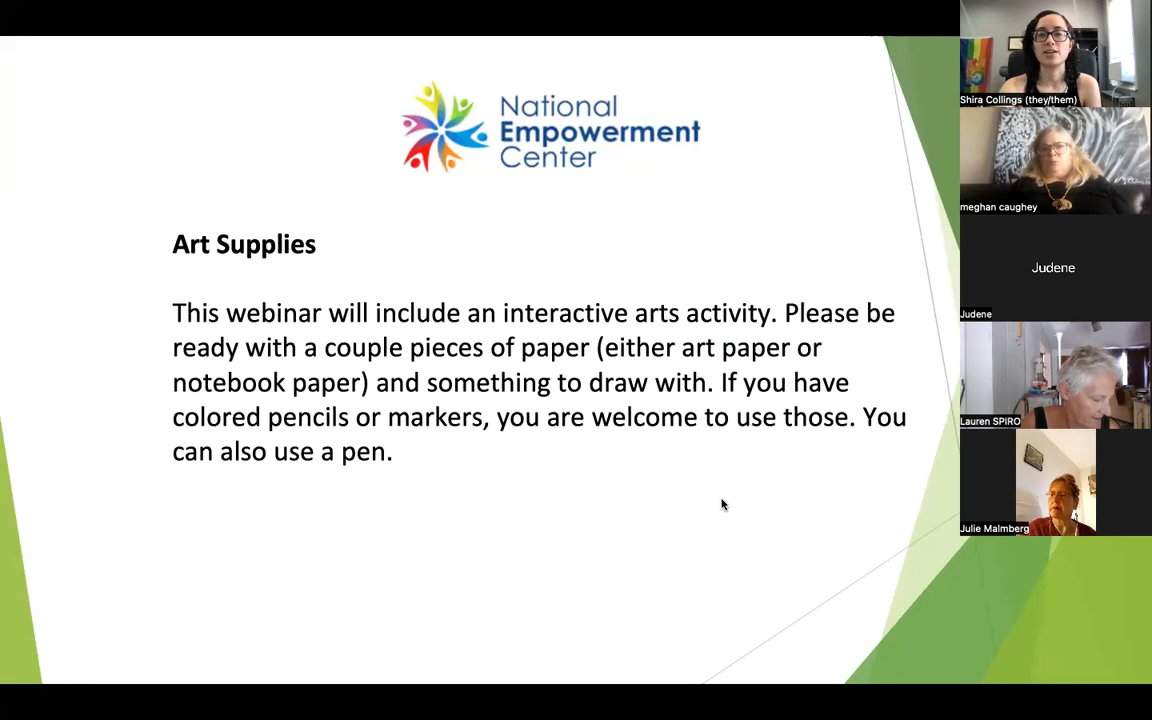 National
Empowerment
Center
Art Supplies
This webinar will include an interactive arts activity. Please be
ready with a couple pieces of paper (either art paper or
notebook paper) and something to draw with. If you have
colored pencils or markers, you are welcome to use those. You
can also use a pen.
Shira Collings (they/them)
meghan caughey
Judene
Judene
Lauren SPIRO
Julie Malmberg